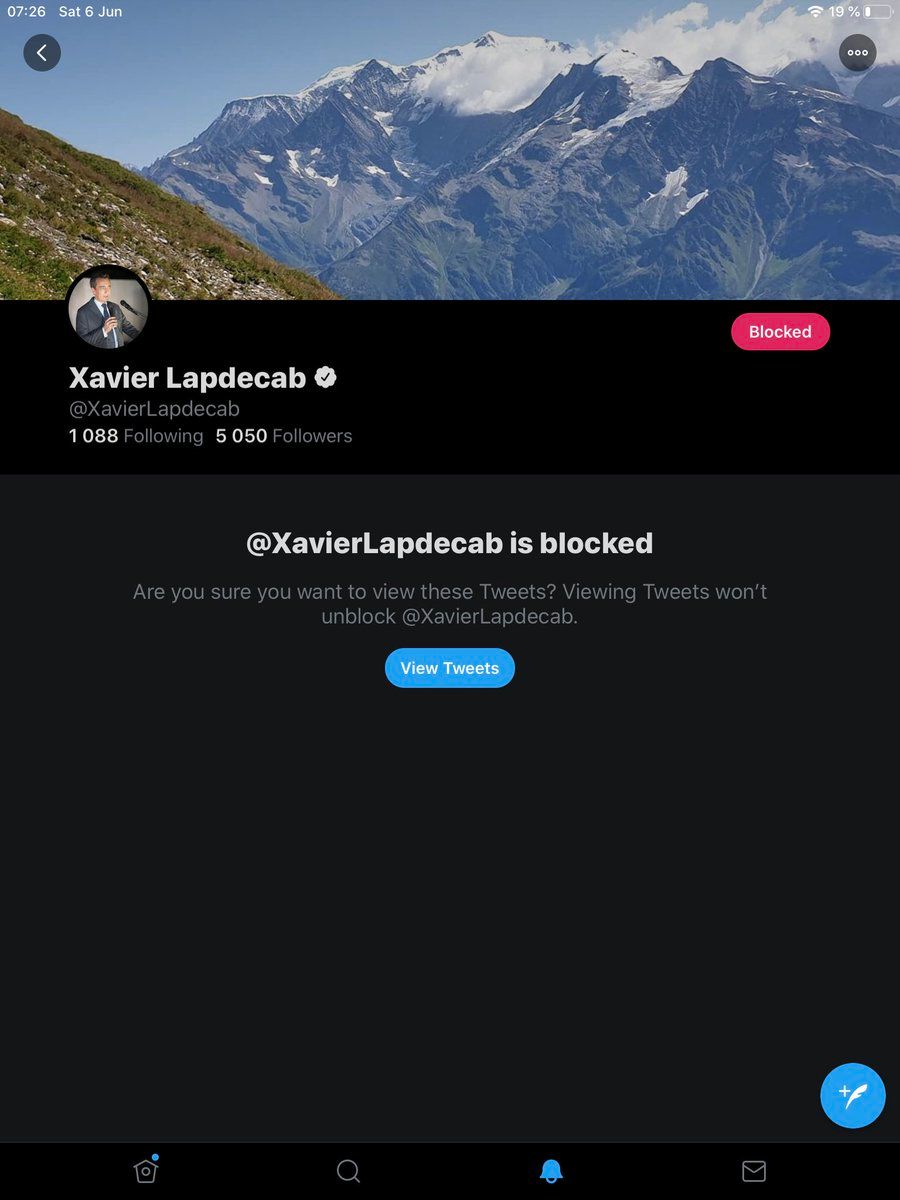 07:26 Sat 6 Jun 19 %
Blocked
Xavier Lapdecab
@XavierLapdecab
1 088 Following 5 050 Followers
@XavierLapdecab is blocked
Are you sure you want to view these Tweets? Viewing Tweets won’t
unblock @XavierLapdecab.
View Tweets